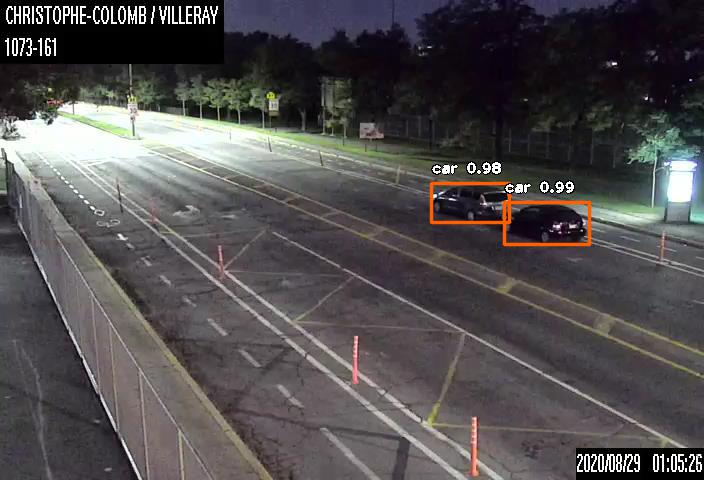 CHRISTOPHE-COLOMB / VILLERAY
1073-161
car 0.98
car 0.99
2020/08/29 01:05:26